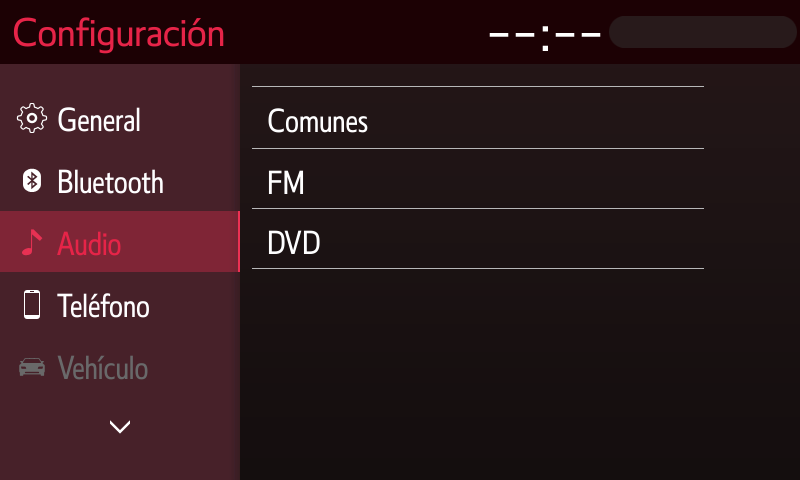 Configuración
--:--
General
Bluetooth
Audio
Teléfono
Vehículo
Comunes
FM
DVD